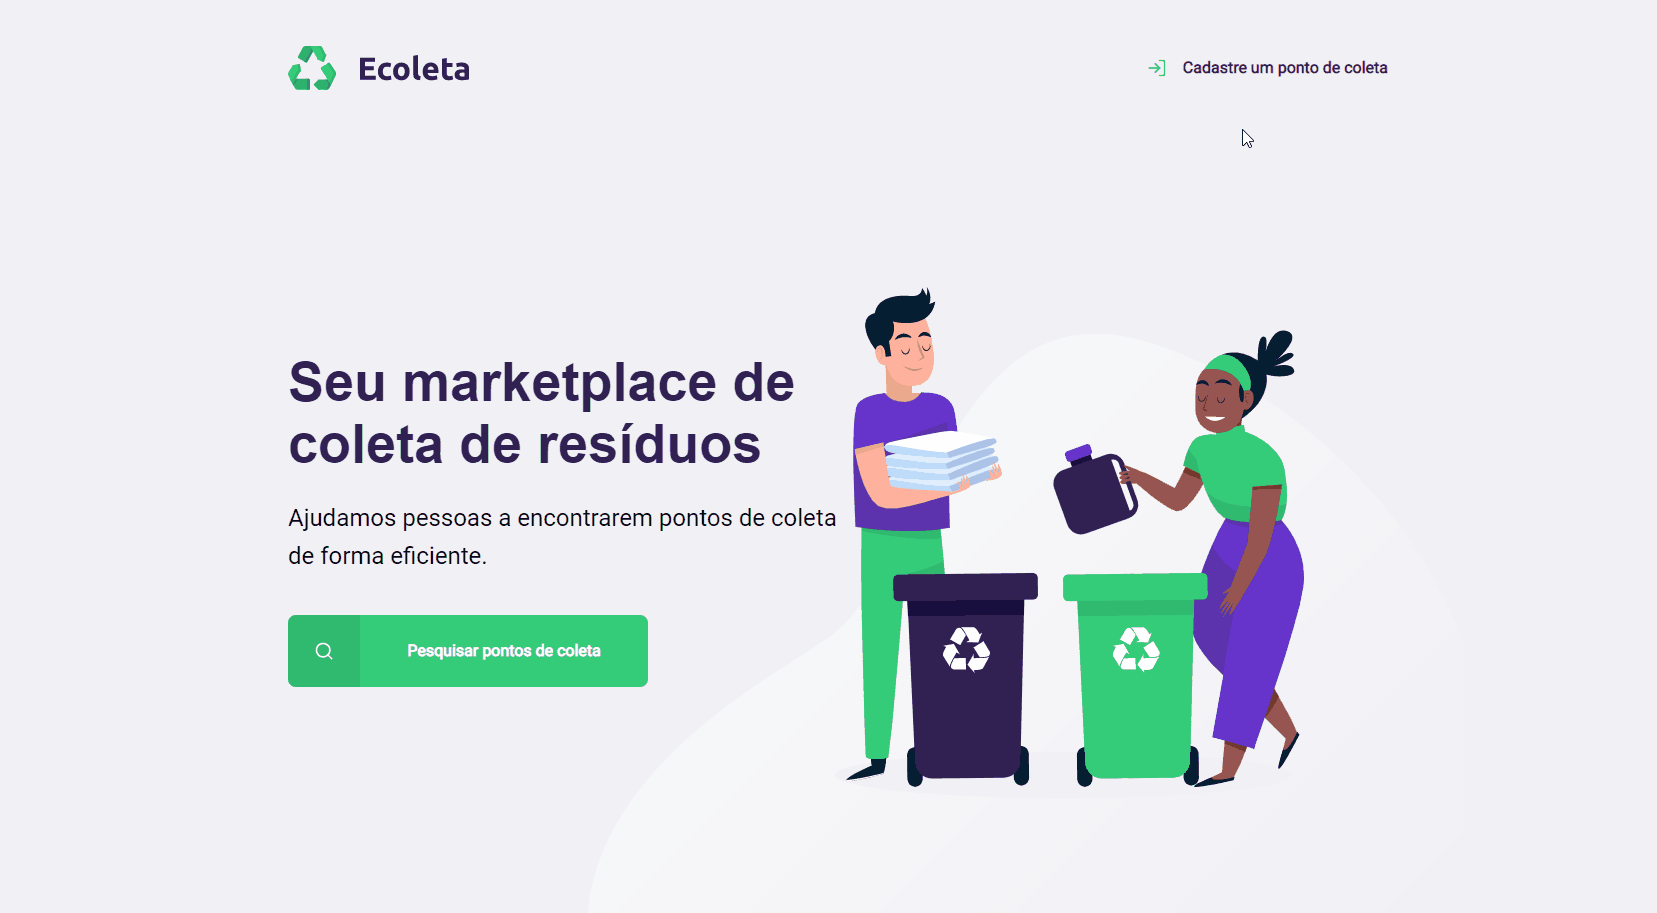 Ecoleta
Cadastre um ponto de coleta
Seu marketplace de
coleta de resíduos
Ajudamos pessoas a encontrarem pontos de coleta
de forma eficiente.
Pesquisar pontos de coleta